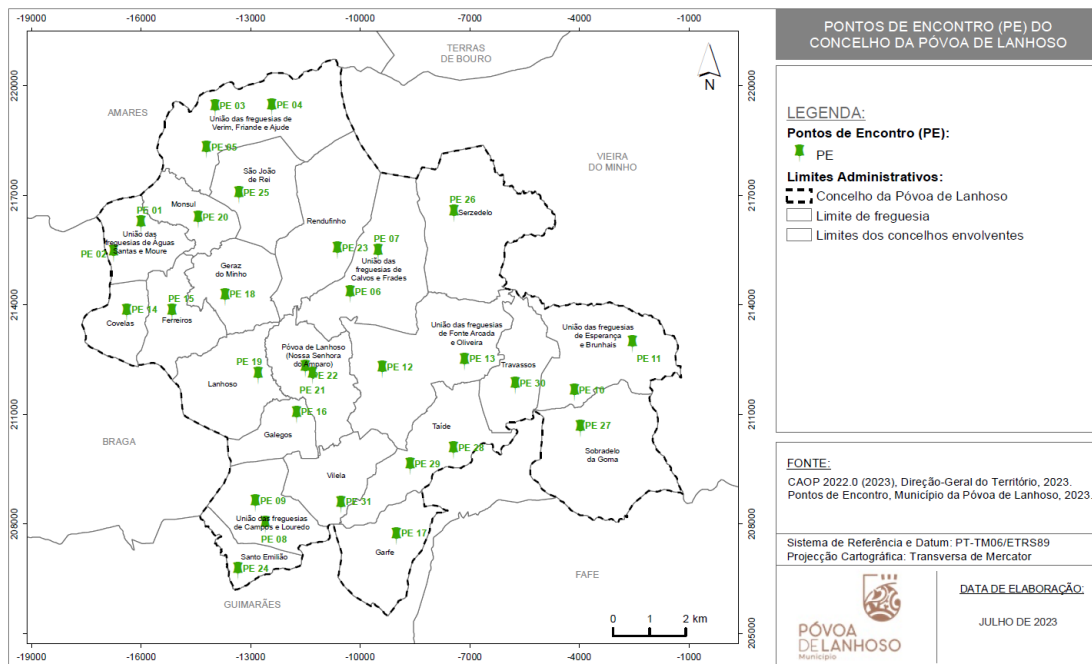 -19000 -16000 -13000 -10000 -7000 -4000 -1000
PONTOS DE ENCONTRO (PE) DO
CONCELHO DA PÓVOA DE LANHOSO
TERRAS
DE BOURO
N
220000 220000
AMARES
PE 03 PE 04
União das freguesias de
Verim, Friande e Ajude
PE 05
VIEIRA
DO MINHO
São João
de Rei
PE 25
217000 217000
Monsul
PE 20
PE 01
União das
freguesias de Águas
Santas e Moure
PE 02
Rendufinho
PE 26
Serzedelo
PE 23
PE 07
União das
freguesias de
Calvos e Frades
PE 06
Geraz
do Minho
PE 18
214000 214000
PE 14
Covelas
PE 15
Ferreiros
União das freguesias
de Fonte Arcada
e Oliveira
PE 13
União das freguesias
de Esperança
e Brunhais
PE 11
Póvoa de Lanhoso
(Nossa Senhora
do Amparo)
PE 22
PE 21
PE 19
Lanhoso
PE 12
Travassos
PE 30
PE 10
211000 211000
PE 16
Galegos
BRAGA
Taíde
PE 28
PE 27
Sobradelo
da Goma
PE 29
Vilela
PE 31
PE 09
União das freguesias
de Campos e Louredo
PE 08
208000 208000
PE 17
Garfe
Santo Emilião
PE 24
FAFE
GUIMARÃES
0 1 2 km
205000
-19000 -16000 -13000 -10000 -7000 -4000 -1000
LEGENDA:
Pontos de Encontro (PE):
PE
Limites Administrativos:
Concelho da Póvoa de Lanhoso
Limite de freguesia
Limites dos concelhos envolventes
FONTE:
CAOP 2022.0 (2023), Direção-Geral do Território, 2023.
Pontos de Encontro, Município da Póvoa de Lanhoso, 2023.
Sistema de Referência e Datum: PT-TM06/ETRS89
Projecção Cartográfica: Transversa de Mercator
PÓVOA
DE LANHOSO
Município
DATA DE ELABORAÇÃO:
JULHO DE 2023